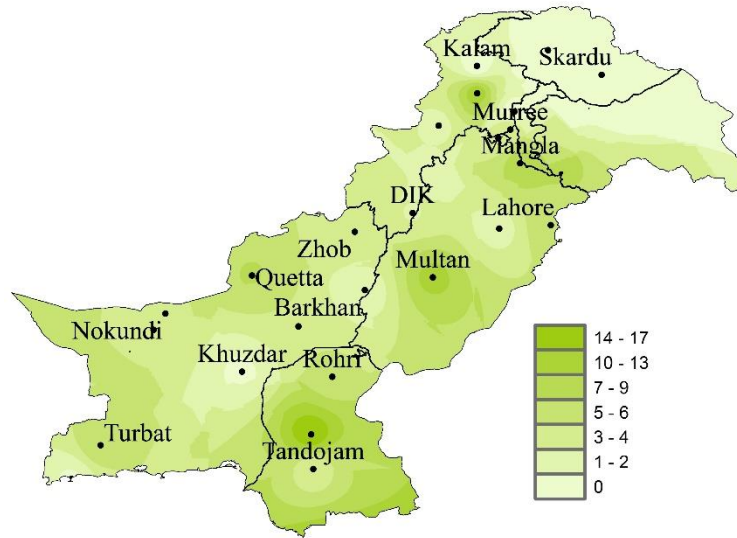 Kalam
Skardu
Murree
Mangla
DIK
Lahore
Zhob
Multan
Quetta
Barkhan
Nokundi
Khuzdar
Rohri
Turbat
Tandojam
14 - 17
10 - 13
7 - 9
5 - 6
3 - 4
1 - 2
0